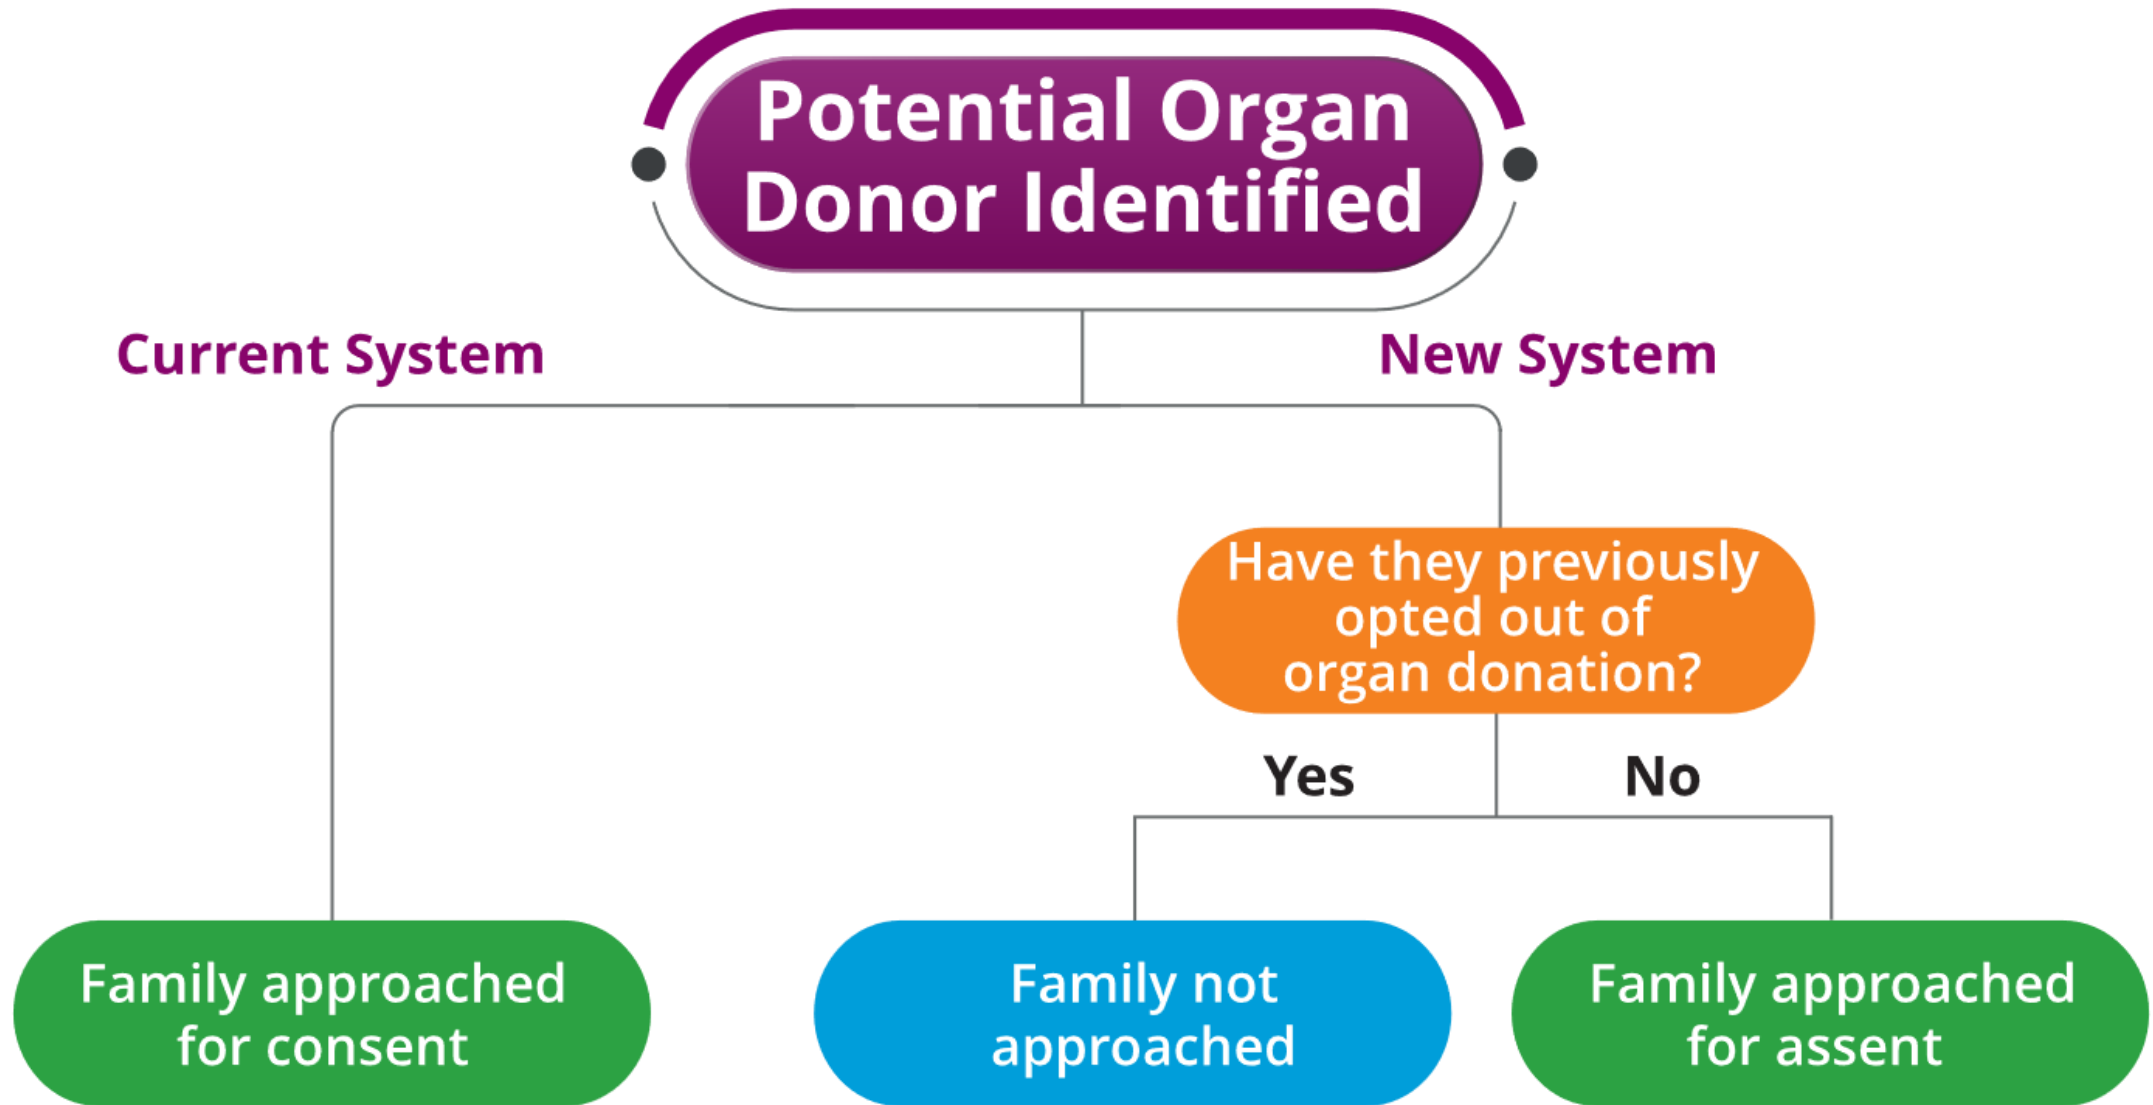 Potential Organ
Donor Identified
Current System
New System
Have they previously
opted out of
organ donation?
Yes
No
Family approached
for consent
Family not
approached
Family approached
for assent